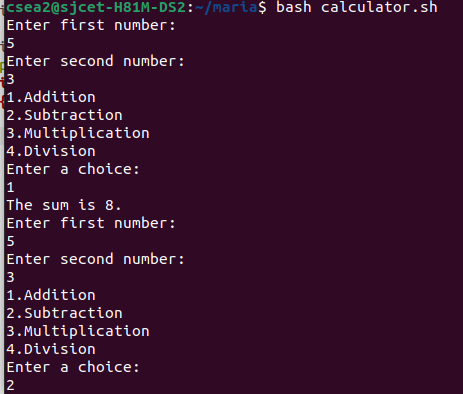 csea2@sjcet-H81M-DS2:~/maria$ bash calculator.sh
Enter first number:
5
Enter second number:
3
1.Addition
2.Subtraction
3.Multiplication
4.Division
Enter a choice:
1
The sum is 8.
Enter first number:
5
Enter second number:
3
1.Addition
2.Subtraction
3.Multiplication
4.Division
Enter a choice:
2